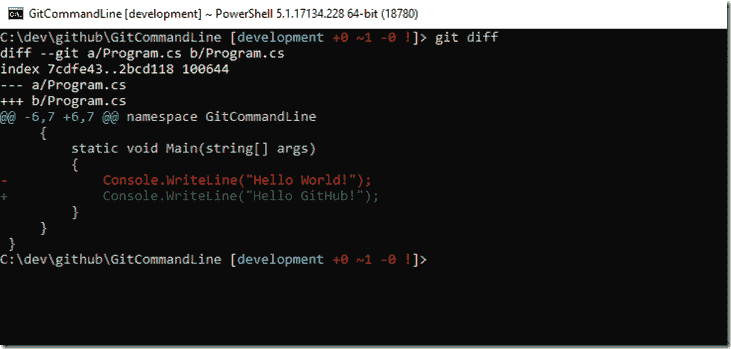 GitCommandLine [development] ~ PowerShell 5.1.17134.228 64-bit (18780)
C:\dev\github\GitCommandLine [development +0 ~1 -0 !]> git diff
diff --git a/Program.cs b/Program.cs
index 7cdfe43..2bcd118 100644
--- a/Program.cs
+++ b/Program.cs
@@ -6,7 +6,7 @@ namespace GitCommandLine
     {
         static void Main(string[] args)
         {
-            Console.WriteLine("Hello World!");
+            Console.WriteLine("Hello GitHub!");
         }
     }
 }
C:\dev\github\GitCommandLine [development +0 ~1 -0 !]>